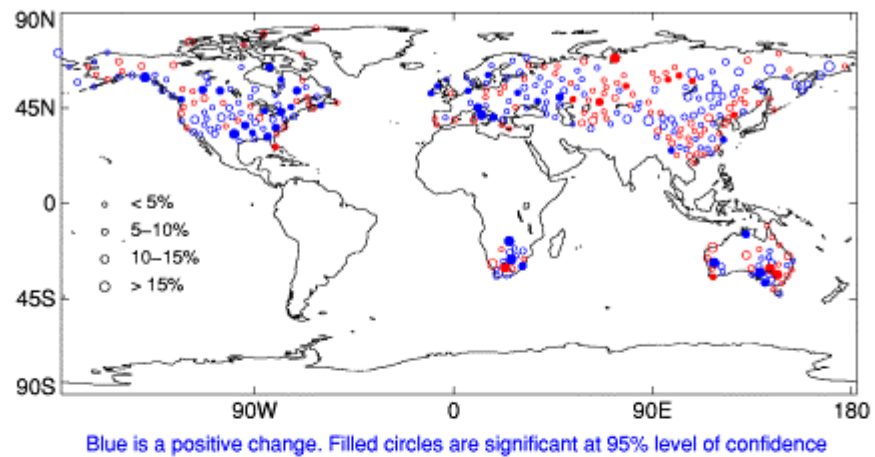 90N
45N
0
45S
90S
< 5%
5–10%
10–15%
> 15%
90W 0 90E 180
Blue is a positive change. Filled circles are significant at 95% level of confidence